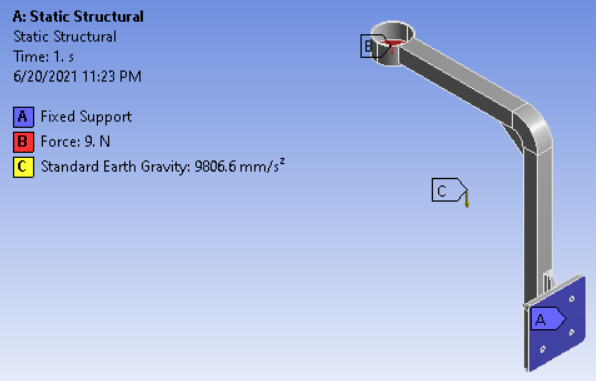 A: Static Structural
Static Structural
Time: 1. s
6/20/2021 11:23 PM
A Fixed Support
B Force: 9. N
C Standard Earth Gravity: 9806.6 mm/s²
B
C
A